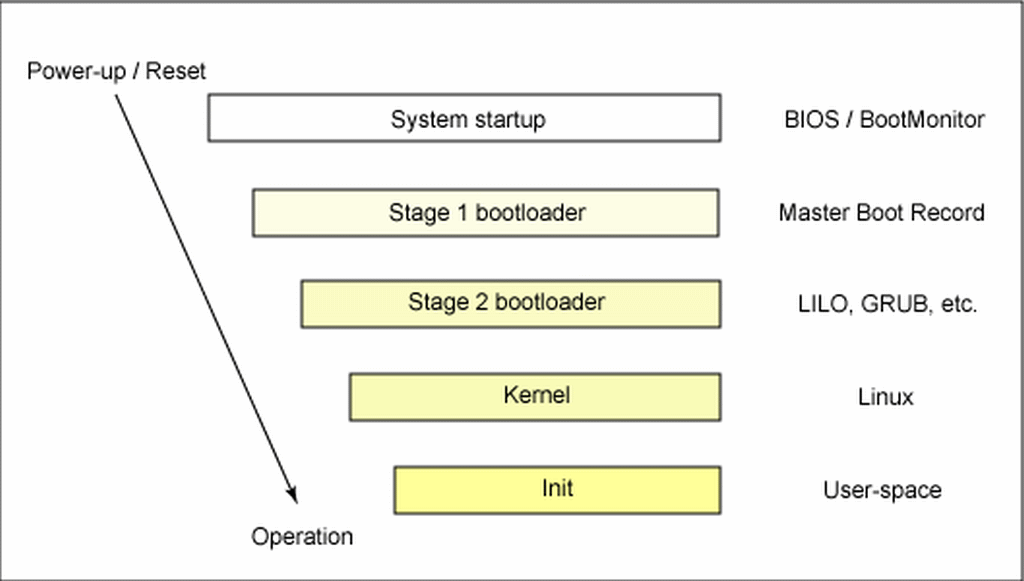 Power-up / Reset
System startup
BIOS / BootMonitor
Stage 1 bootloader
Master Boot Record
Stage 2 bootloader
LILO, GRUB, etc.
Kernel
Linux
Init
User-space
Operation